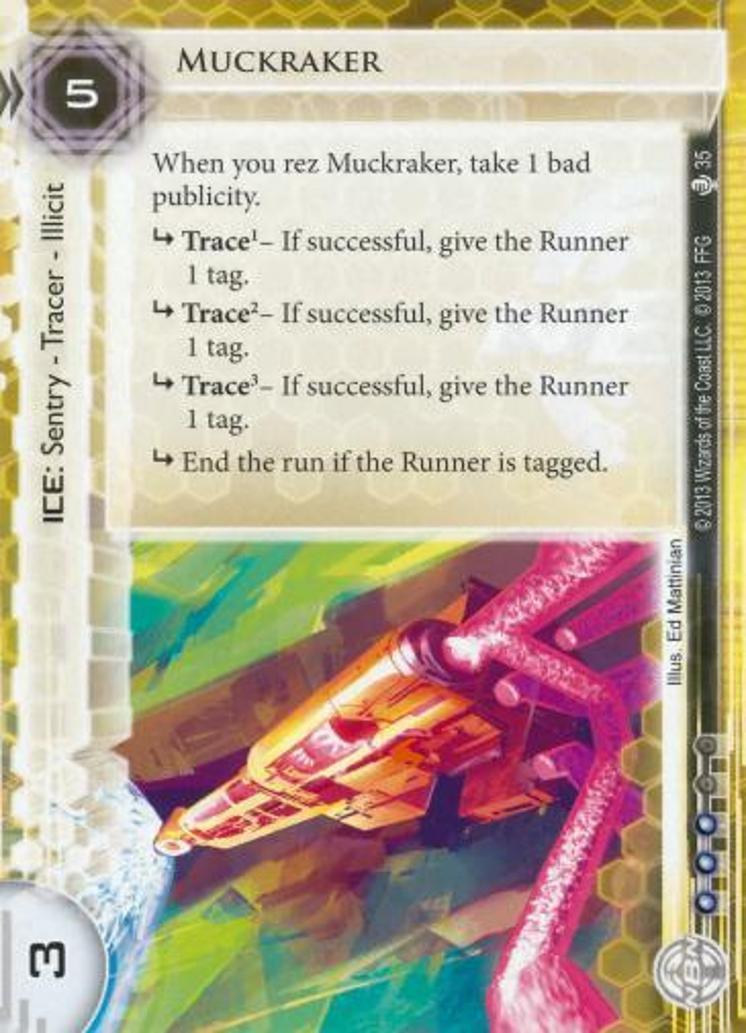 5
MUCKRAKER
When you rez Muckraker, take 1 bad
publicity.
↳ Trace¹– If successful, give the Runner
1 tag.
↳ Trace²– If successful, give the Runner
1 tag.
↳ Trace³– If successful, give the Runner
1 tag.
↳ End the run if the Runner is tagged.
ICE: Sentry - Tracer - Illicit
35
© 2013 Wizards of the Coast LLC. © 2013 FFG
Illus. Ed Mattinian
3
NBN